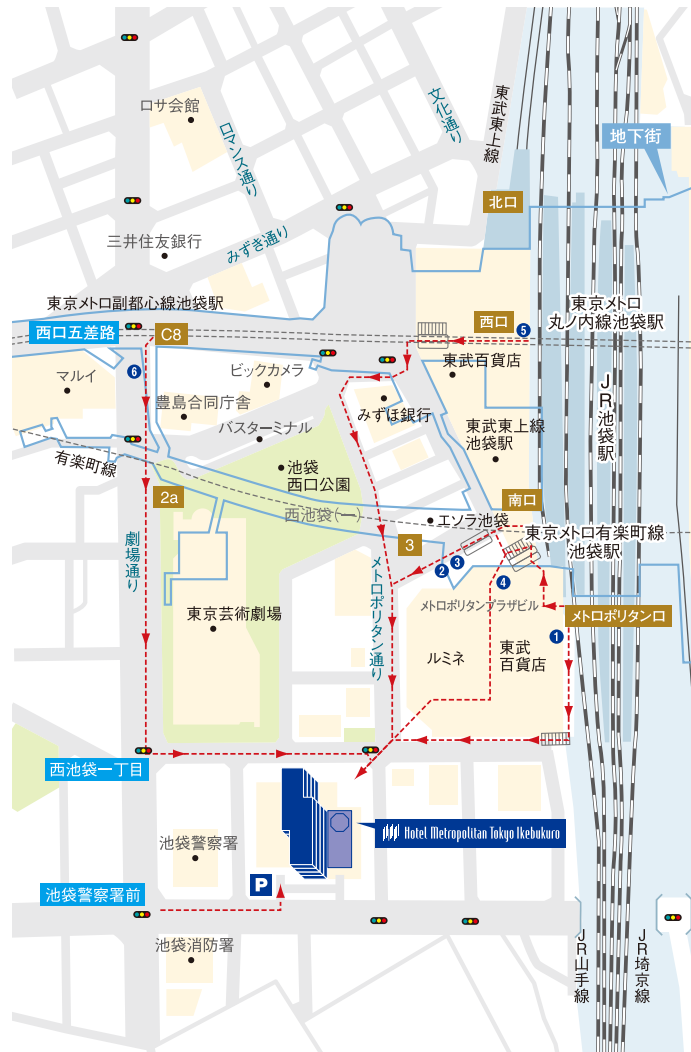 ロサ会館
ロマンス通り
文化通り
東武東上線
地下街
北口
三井住友銀行
みずき通り
東京メトロ副都心線池袋駅
西口五差路
C8
西口
5
東京メトロ
丸ノ内線池袋駅
マルイ
6
ビックカメラ
東武百貨店
豊島合同庁舎
みずほ銀行
JR池袋駅
バスターミナル
東武東上線
池袋駅
有楽町線
池袋
西口公園
2a
西池袋(一)
南口
エソラ池袋
3
東京メトロ有楽町線
池袋駅
劇場通り
メトロポリタン通り
2
3
4
メトロポリタンプラザビル
メトロポリタン口
東京芸術劇場
1
ルミネ
東武
百貨店
西池袋一丁目
Hotel Metropolitan Tokyo Ikebukuro
池袋警察署
P
池袋警察署前
池袋消防署
JR山手線
JR埼京線